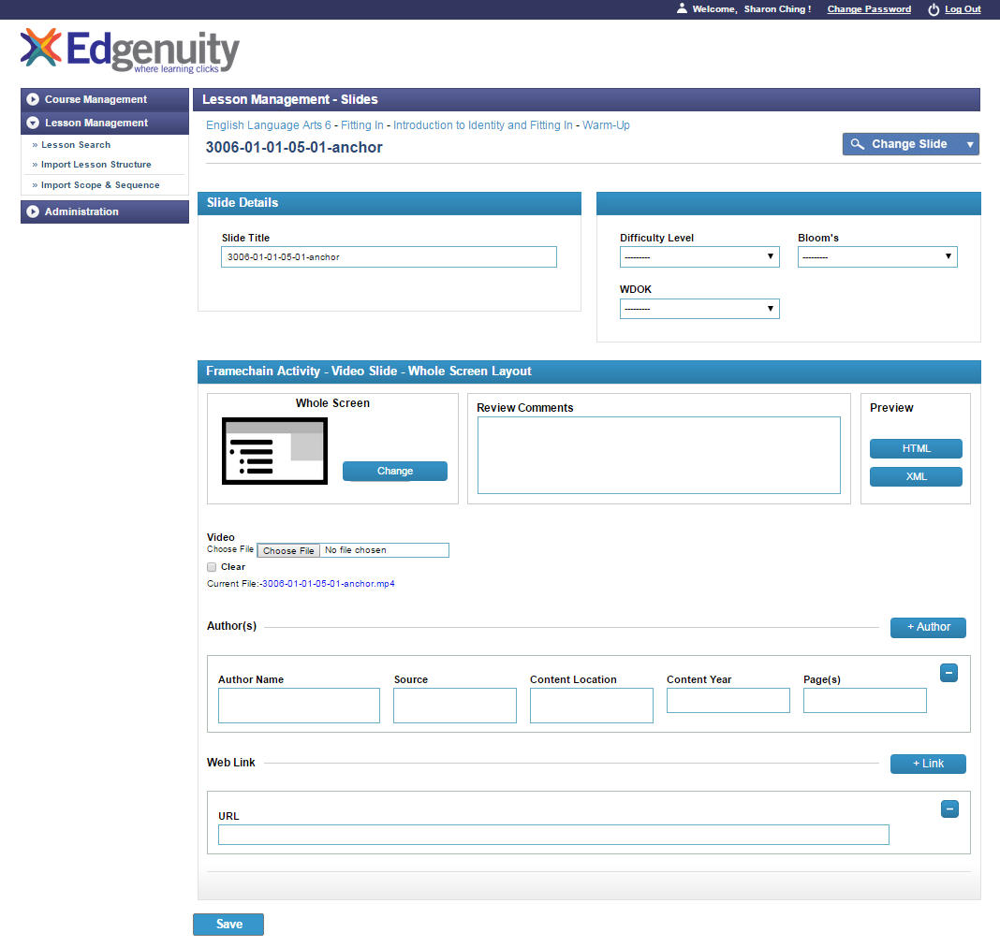 Welcome, Sharon Ching ! Change Password Log Out
Edgenuity
where learning clicks
Course Management
Lesson Management
» Lesson Search
» Import Lesson Structure
» Import Scope & Sequence
Administration
Lesson Management - Slides
English Language Arts 6 - Fitting In - Introduction to Identity and Fitting In - Warm-Up
3006-01-01-05-01-anchor
Change Slide
Slide Details
Slide Title
3006-01-01-05-01-anchor
Difficulty Level Bloom's
--------- ---------
WDOK
---------
Framechain Activity - Video Slide - Whole Screen Layout
Whole Screen
Change
Review Comments
Preview
HTML
XML
Video
Choose File Choose File No file chosen
Clear
Current File:-3006-01-01-05-01-anchor.mp4
Author(s) + Author
Author Name Source Content Location Content Year Page(s)
Web Link + Link
URL
Save